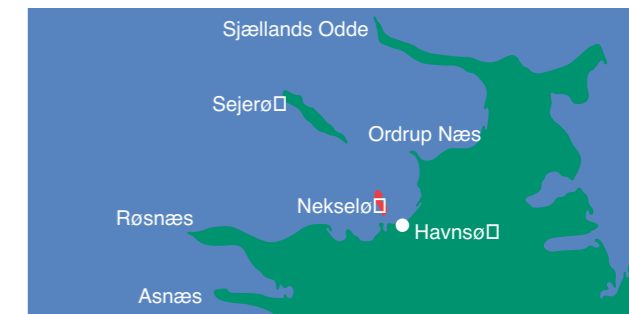 Sjællands Odde
Sejerø
Ordrup Næs
Nekselø
Røsnæs
Havnsø
Asnæs